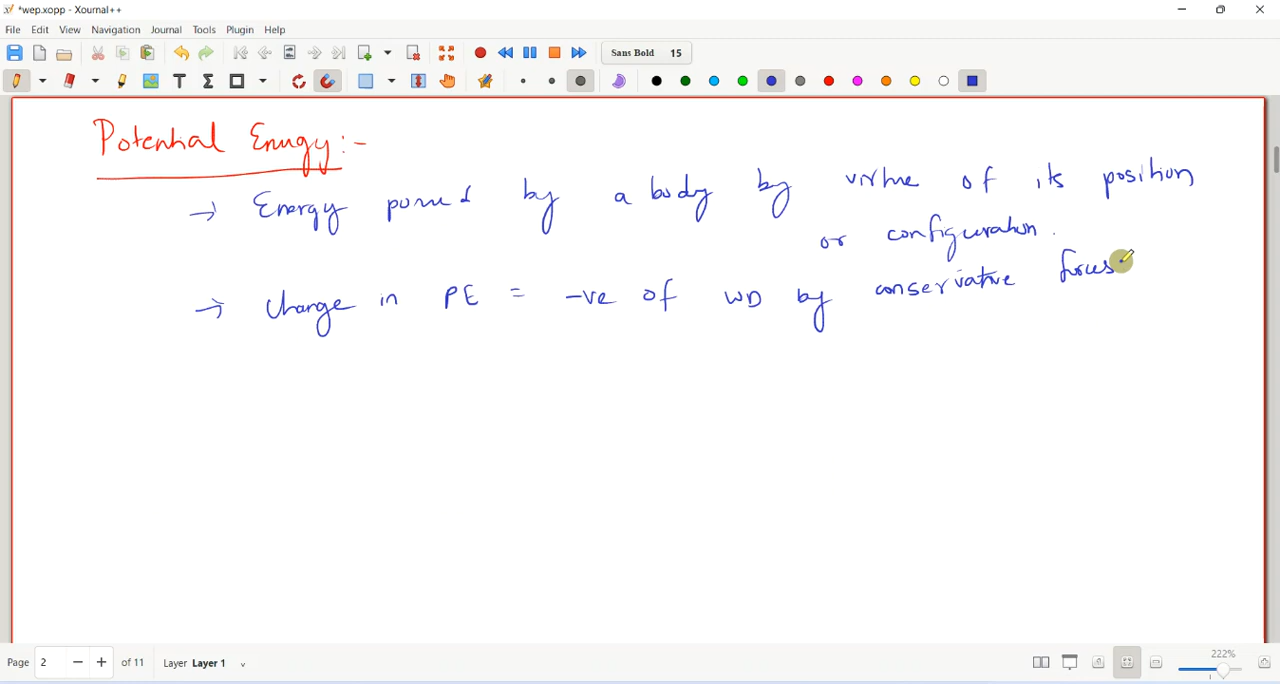 *wep.xopp - Xournal++
File Edit View Navigation Journal Tools Plugin Help
Sans Bold 15
Potential Energy :-
→ Energy possessed by a body by virtue of its position
or configuration.
→ Change in PE = -ve of WD by conservative forces
Page 2 of 11 Layer Layer 1
222%